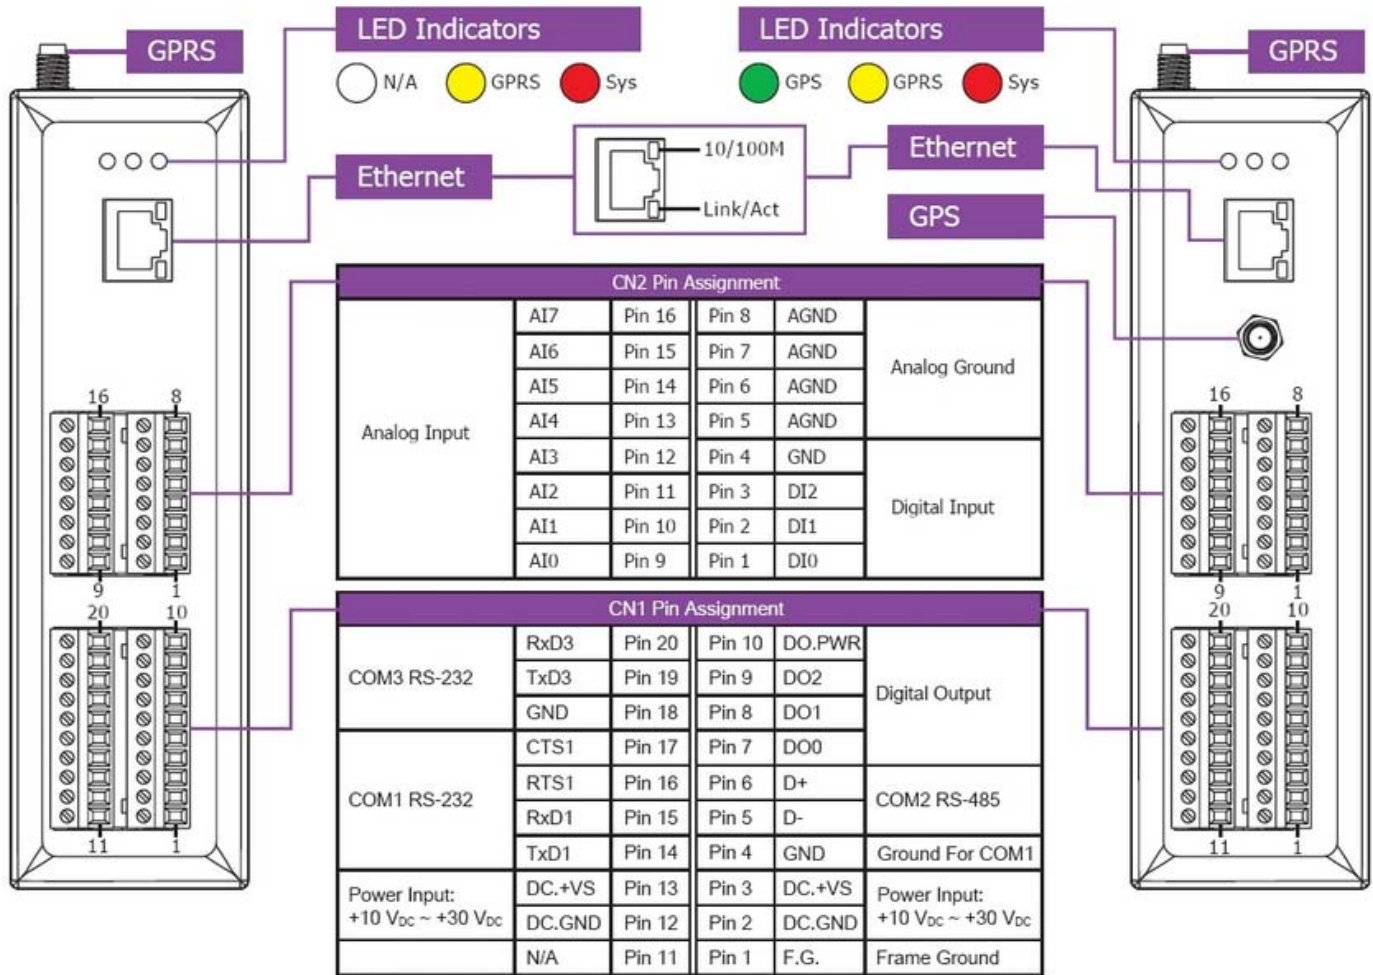 GPRS
LED Indicators
N/A GPRS Sys
LED Indicators
GPS GPRS Sys
GPRS
Ethernet
10/100M
Link/Act
Ethernet
GPS
CN2 Pin Assignment
Analog Input
AI7 Pin 16 Pin 8 AGND
AI6 Pin 15 Pin 7 AGND
AI5 Pin 14 Pin 6 AGND
AI4 Pin 13 Pin 5 AGND
Analog Ground
AI3 Pin 12 Pin 4 GND
AI2 Pin 11 Pin 3 DI2
AI1 Pin 10 Pin 2 DI1
AI0 Pin 9 Pin 1 DI0
Digital Input
16 8
9 1
20 10
11 1
16 8
9 1
20 10
11 1
CN1 Pin Assignment
COM3 RS-232
RxD3 Pin 20 Pin 10 DO.PWR
TxD3 Pin 19 Pin 9 DO2
GND Pin 18 Pin 8 DO1
Digital Output
COM1 RS-232
CTS1 Pin 17 Pin 7 DO0
RTS1 Pin 16 Pin 6 D+
RxD1 Pin 15 Pin 5 D-
COM2 RS-485
TxD1 Pin 14 Pin 4 GND Ground For COM1
Power Input:
+10 VDC ~ +30 VDC
DC.+VS Pin 13 Pin 3 DC.+VS
DC.GND Pin 12 Pin 2 DC.GND
Power Input:
+10 VDC ~ +30 VDC
N/A Pin 11 Pin 1 F.G. Frame Ground